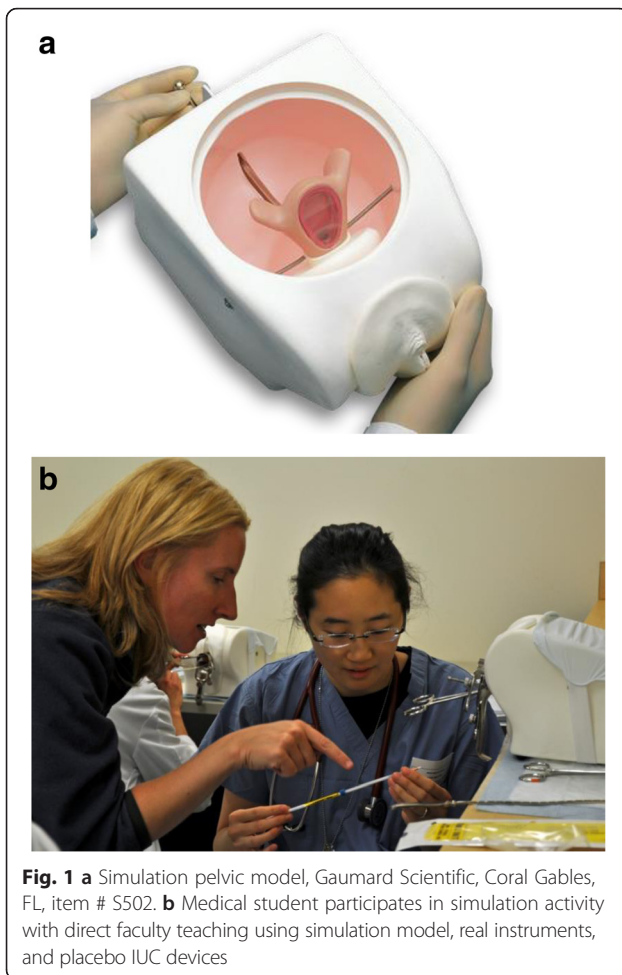 a
b
Fig. 1 a Simulation pelvic model, Gaumard Scientific, Coral Gables,
FL, item # S502. b Medical student participates in simulation activity
with direct faculty teaching using simulation model, real instruments,
and placebo IUC devices